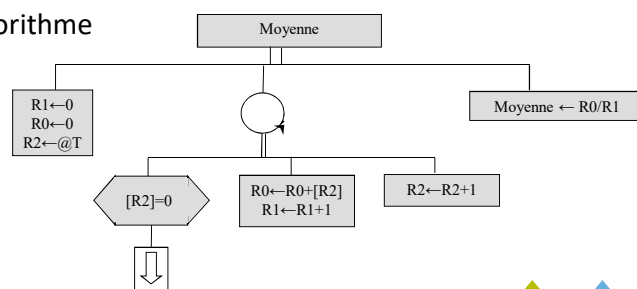 orithme
Moyenne
R1←0
R0←0
R2←@T
Moyenne ← R0/R1
[R2]=0
R0←R0+[R2]
R1←R1+1
R2←R2+1